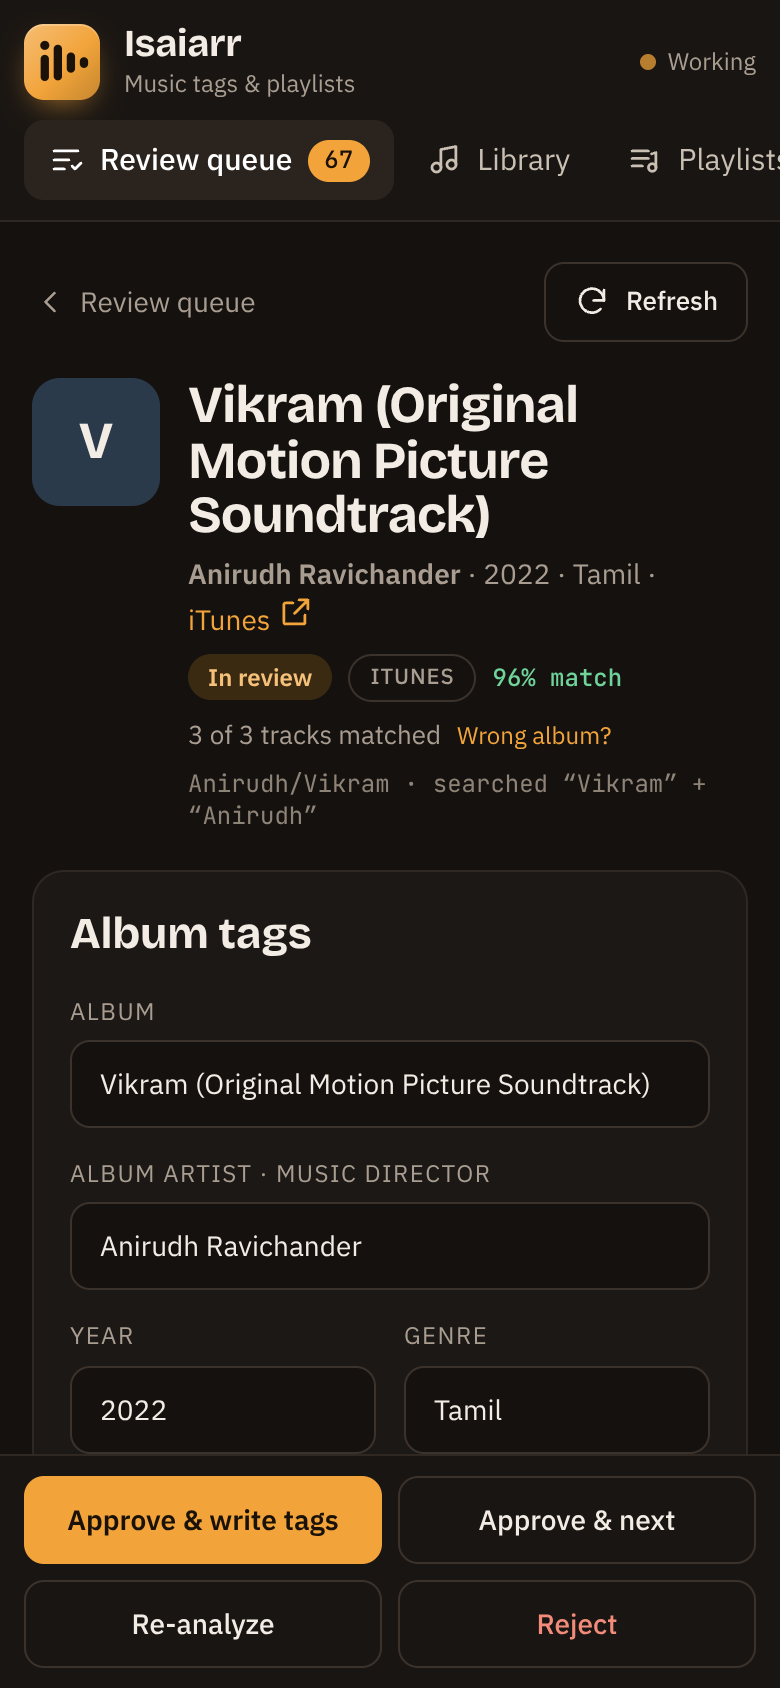 Isaiarr
Music tags & playlists
Working
Review queue 67
Library
Playlists
Review queue
Refresh
V
Vikram (Original
Motion Picture
Soundtrack)
Anirudh Ravichander · 2022 · Tamil ·
iTunes
In review
ITUNES
96% match
3 of 3 tracks matched Wrong album?
Anirudh/Vikram · searched “Vikram” +
“Anirudh”
Album tags
ALBUM
Vikram (Original Motion Picture Soundtrack)
ALBUM ARTIST · MUSIC DIRECTOR
Anirudh Ravichander
YEAR
GENRE
2022
Tamil
Approve & write tags
Approve & next
Re-analyze
Reject